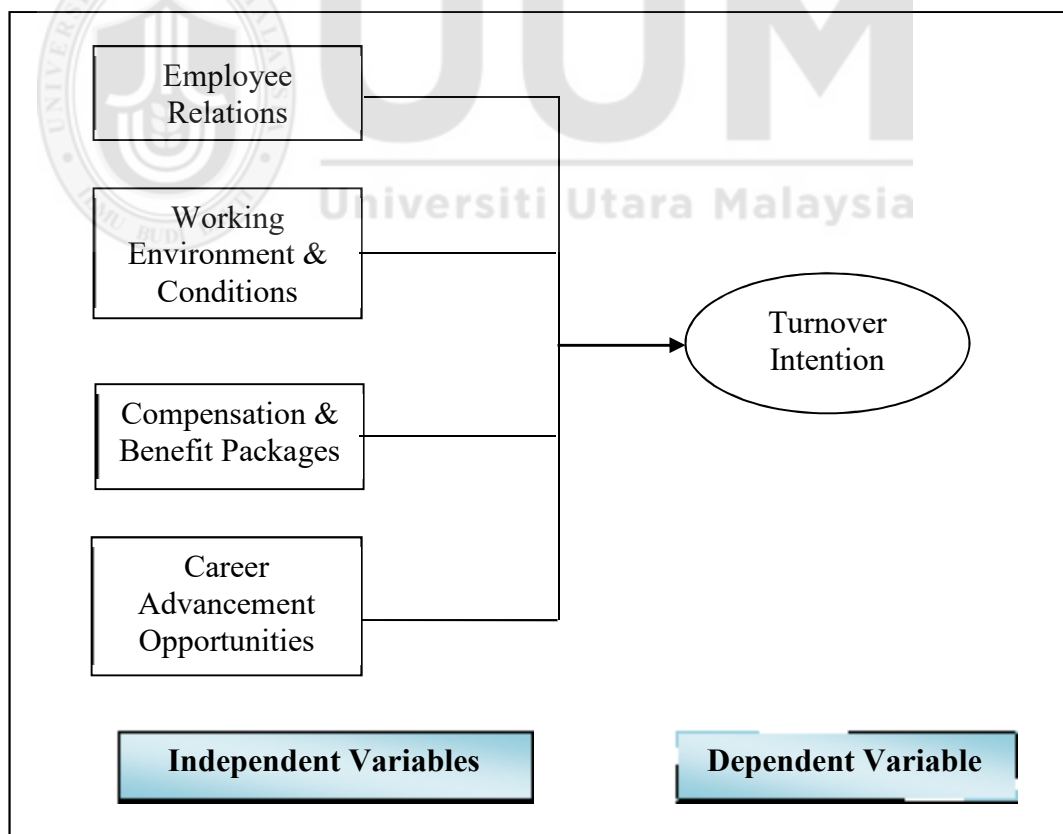 UUM
Universiti Utara Malaysia
Employee
Relations
Working
Environment &
Conditions
Compensation &
Benefit Packages
Career
Advancement
Opportunities
Turnover
Intention
Independent Variables
Dependent Variable